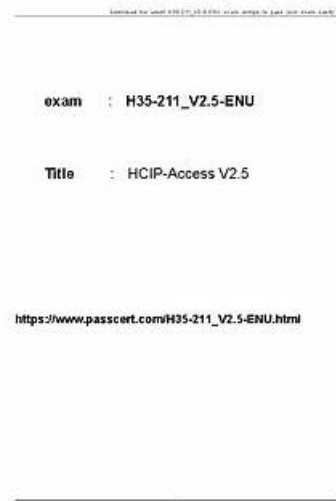 exam : H35-211_V2.5-ENU
Title : HCIP-Access V2.5
https://www.passcert.com/H35-211_V2.5-ENU.html